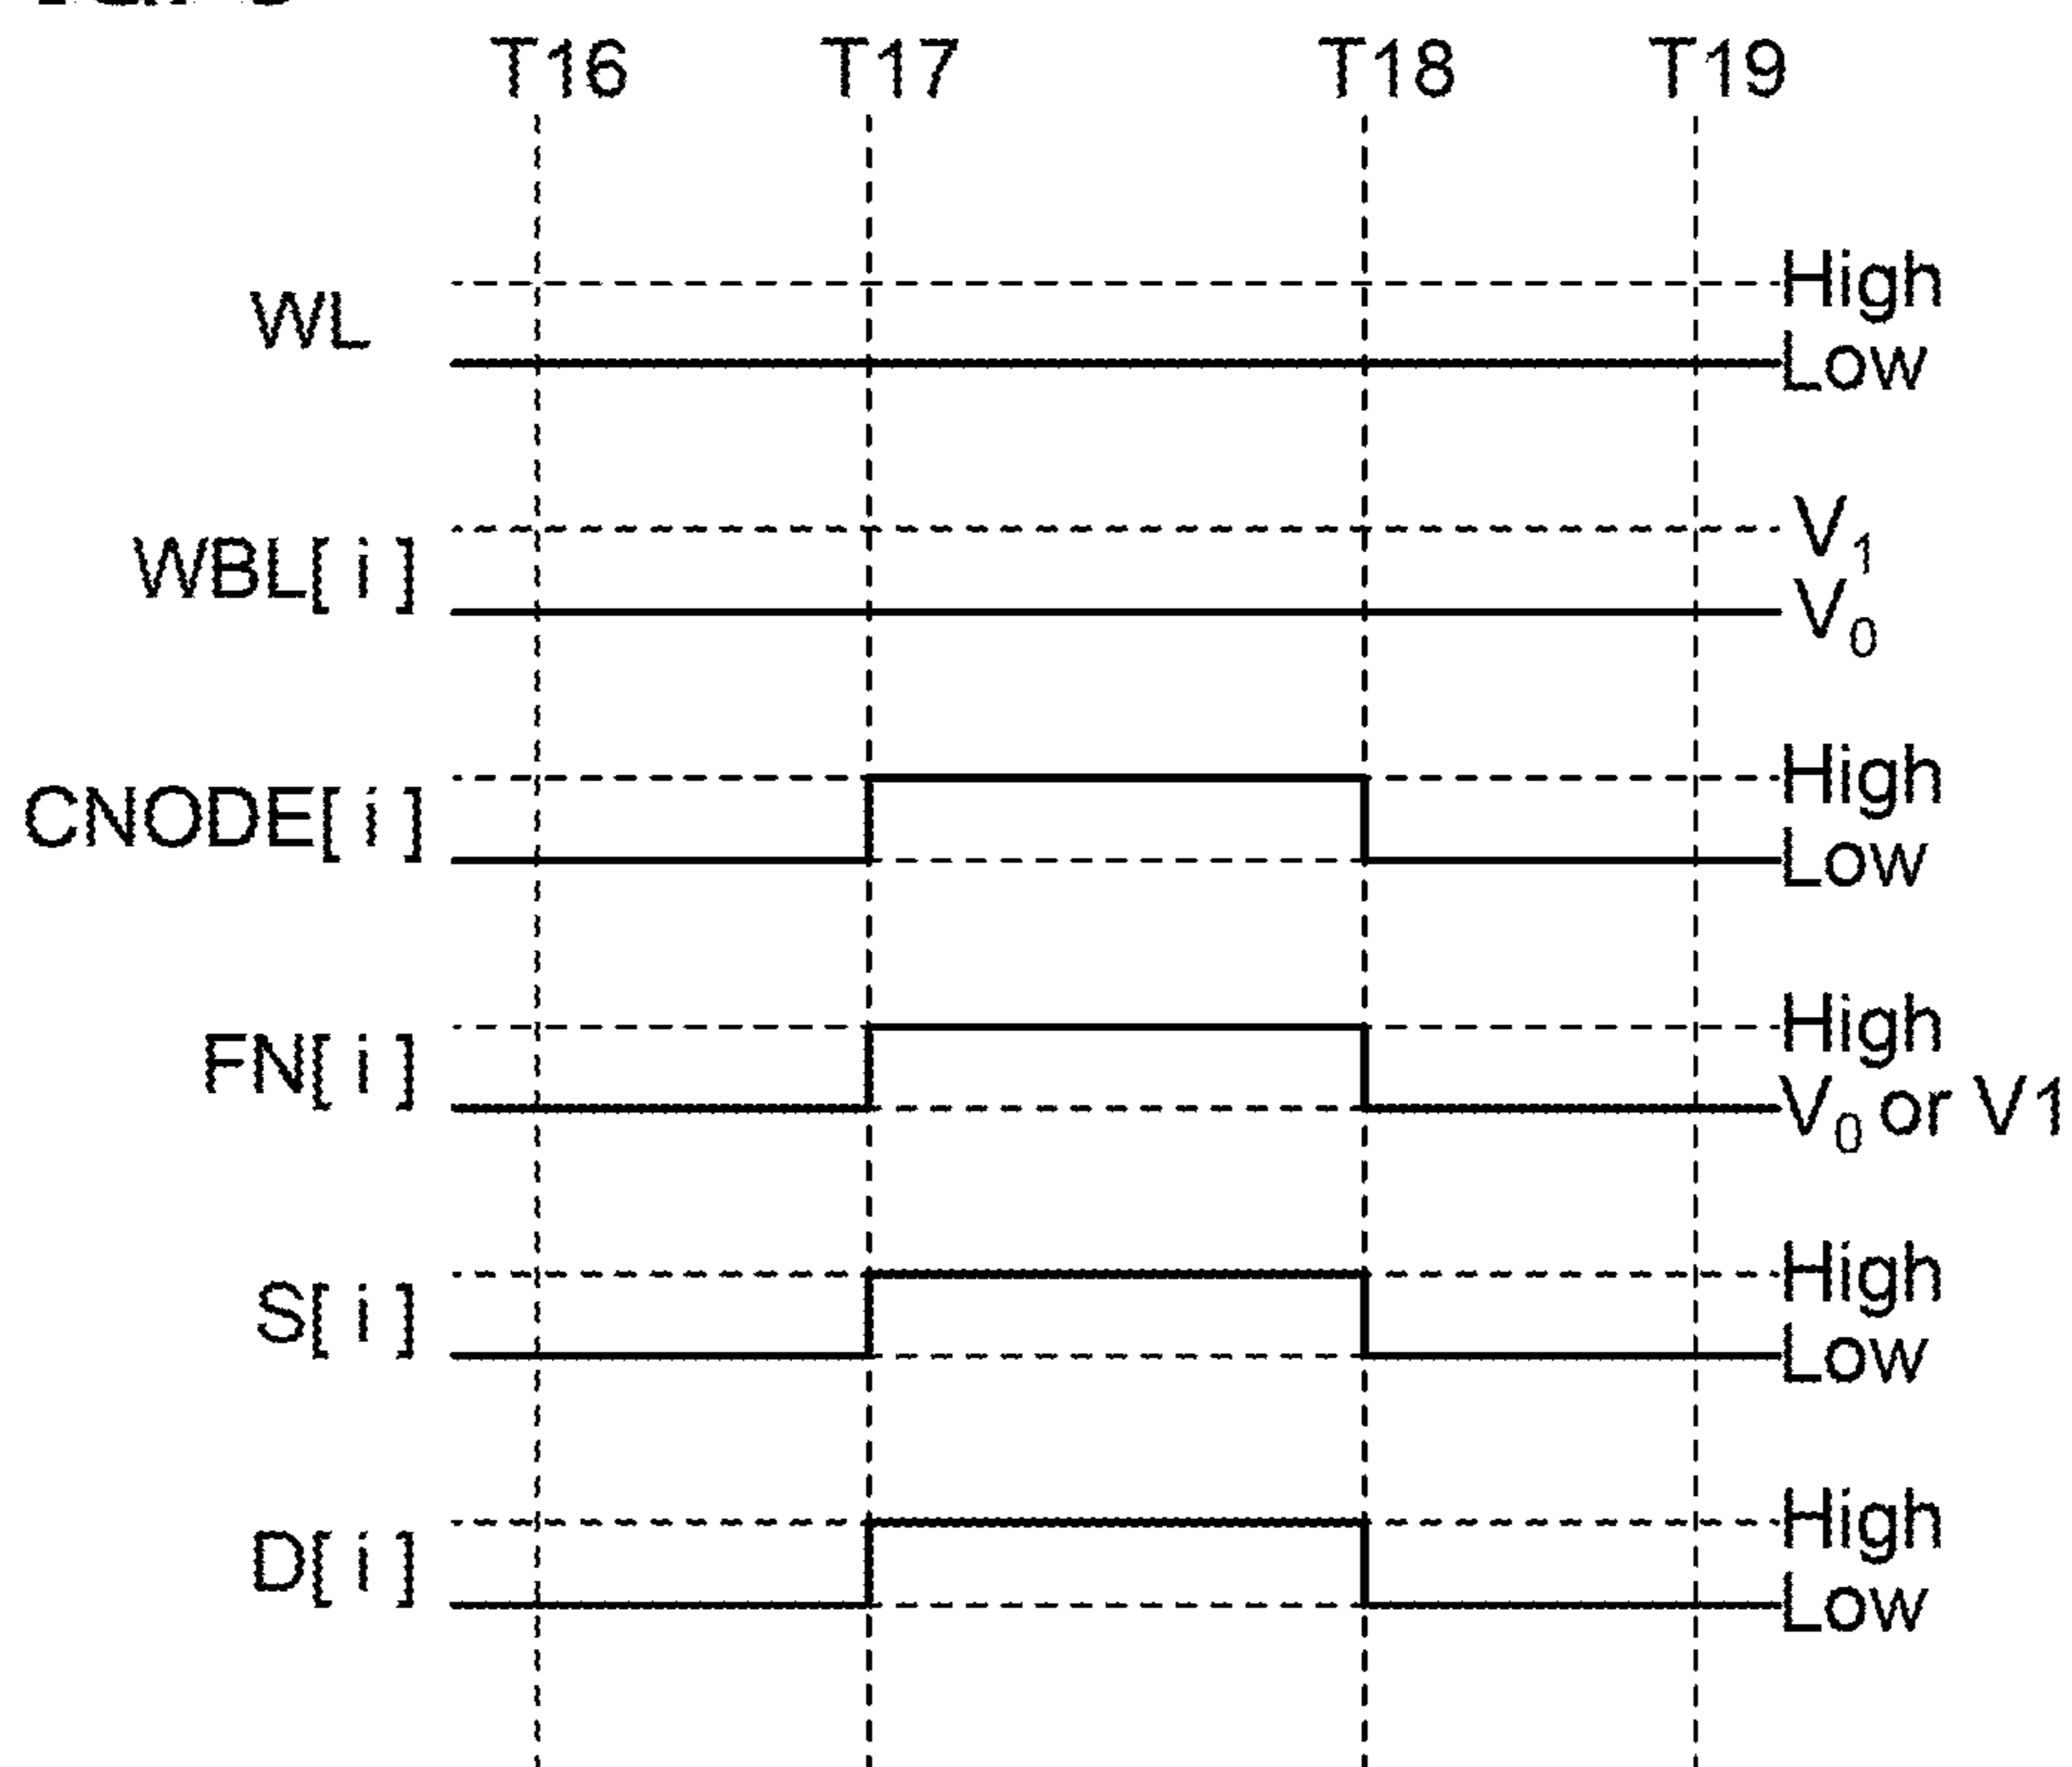 T16 T17 T18 T19
High
WL
Low
V1
WBL[ i ]
V0
High
CNODE[ i ]
Low
High
FN[ i ]
V0 or V1
High
S[ i ]
Low
High
D[ i ]
Low